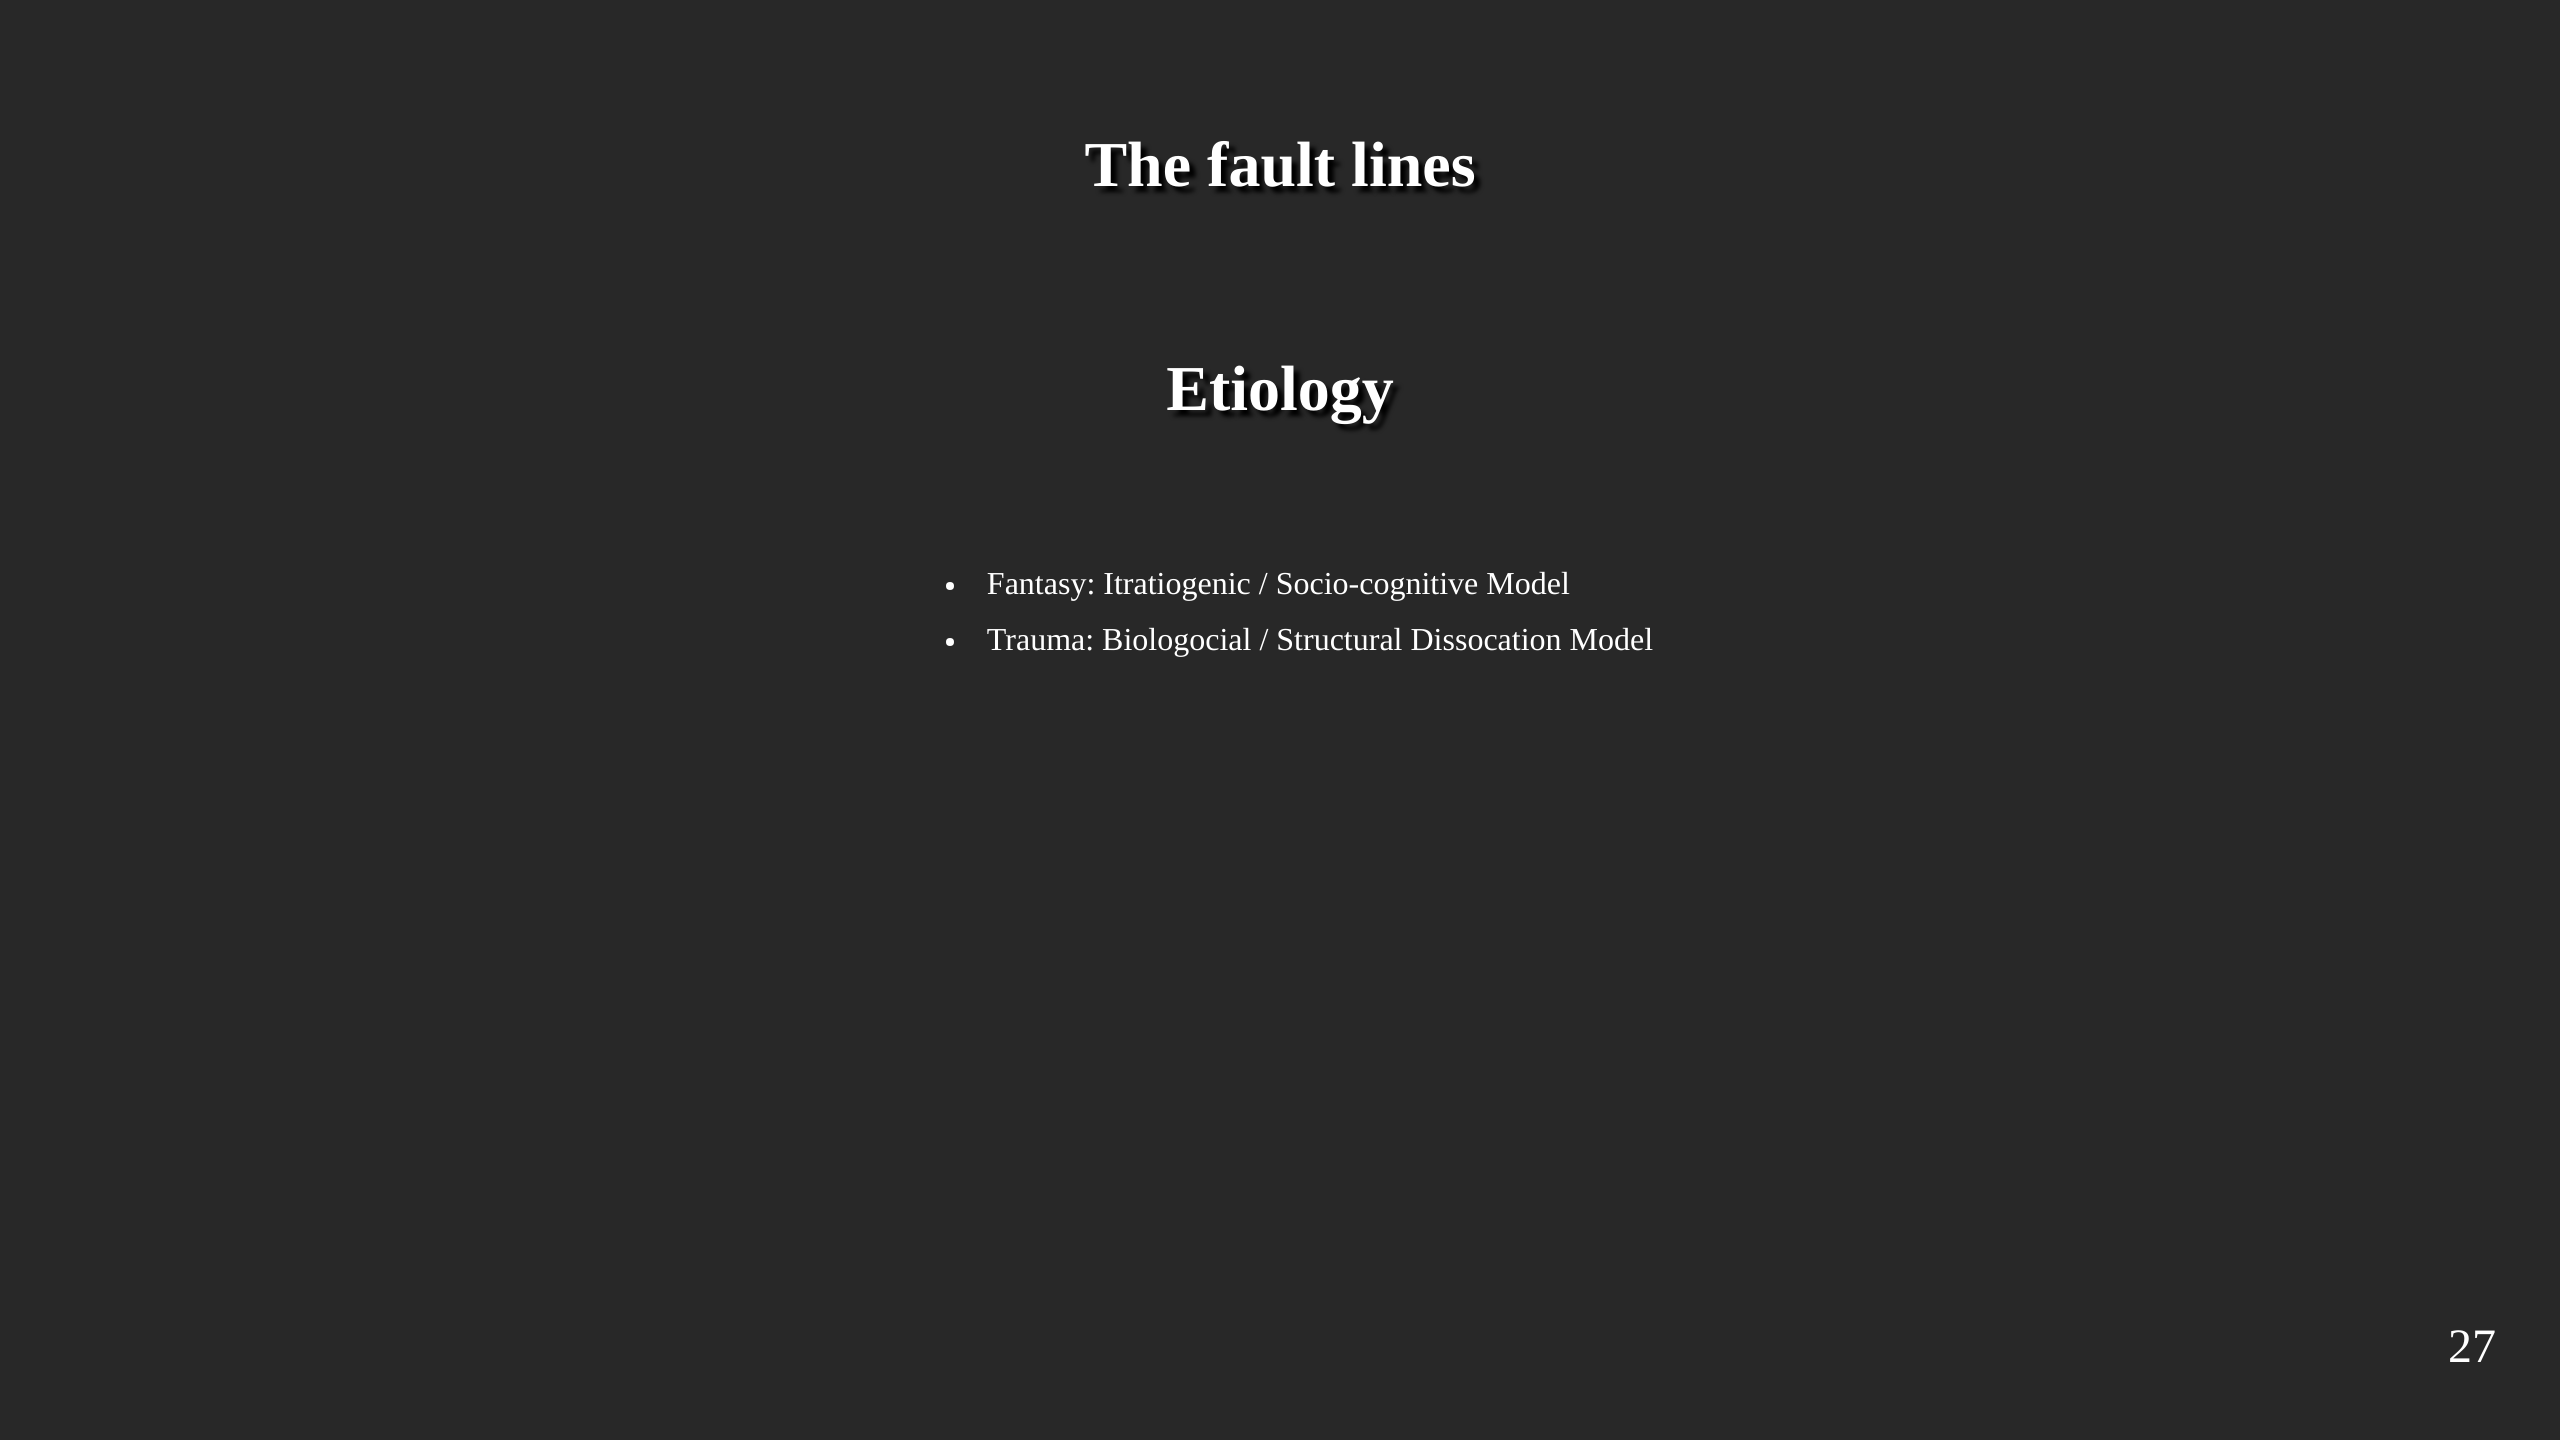 The fault lines
Etiology
• Fantasy: Itratiogenic / Socio-cognitive Model
• Trauma: Biologocial / Structural Dissocation Model
27